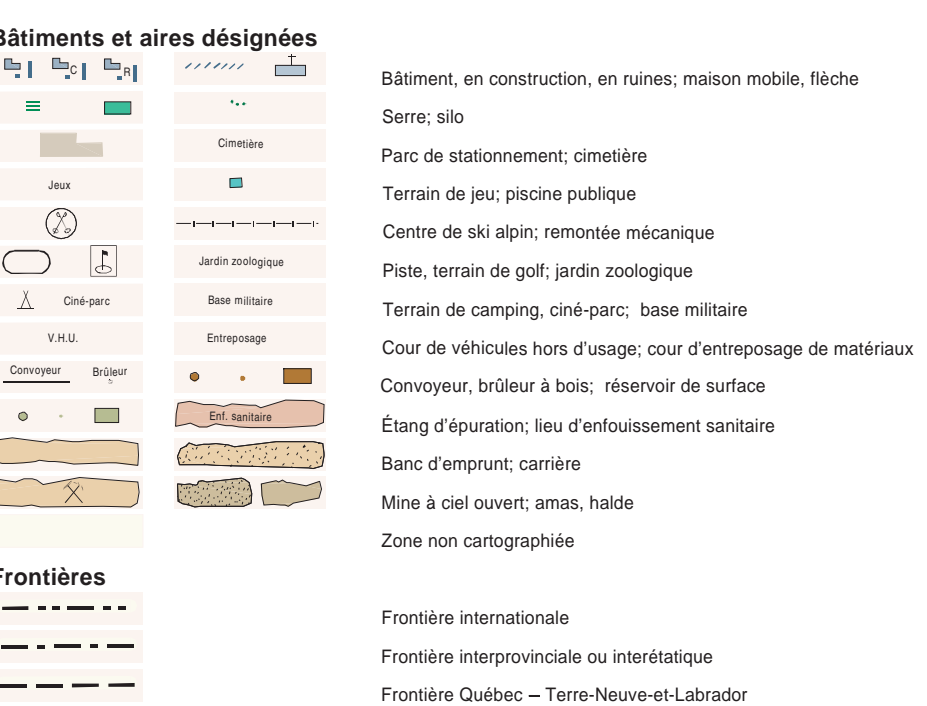 Bâtiments et aires désignées
C R Bâtiment, en construction, en ruines; maison mobile, flèche
Serre; silo
Cimetière Parc de stationnement; cimetière
Jeux Terrain de jeu; piscine publique
Centre de ski alpin; remontée mécanique
Jardin zoologique Piste, terrain de golf; jardin zoologique
Ciné-parc Base militaire Terrain de camping, ciné-parc; base militaire
V.H.U. Entreposage Cour de véhicules hors d'usage; cour d'entreposage de matériaux
Convoyeur Brûleur Convoyeur, brûleur à bois; réservoir de surface
Enf. sanitaire Étang d'épuration; lieu d'enfouissement sanitaire
Banc d'emprunt; carrière
Mine à ciel ouvert; amas, halde
Zone non cartographiée
Frontières
Frontière internationale
Frontière interprovinciale ou interétatique
Frontière Québec – Terre-Neuve-et-Labrador